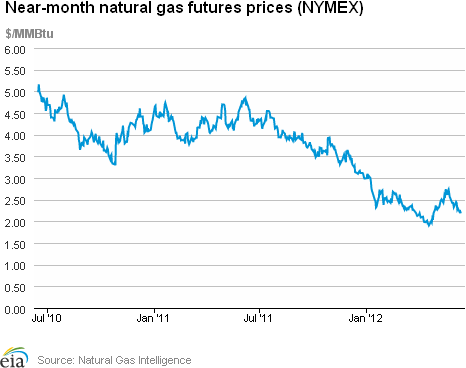 Near-month natural gas futures prices (NYMEX)
$/MMBtu
6.00
5.50
5.00
4.50
4.00
3.50
3.00
2.50
2.00
1.50
1.00
0.50
0.00
Jul '10
Jan '11
Jul '11
Jan '12
eia
Source: Natural Gas Intelligence